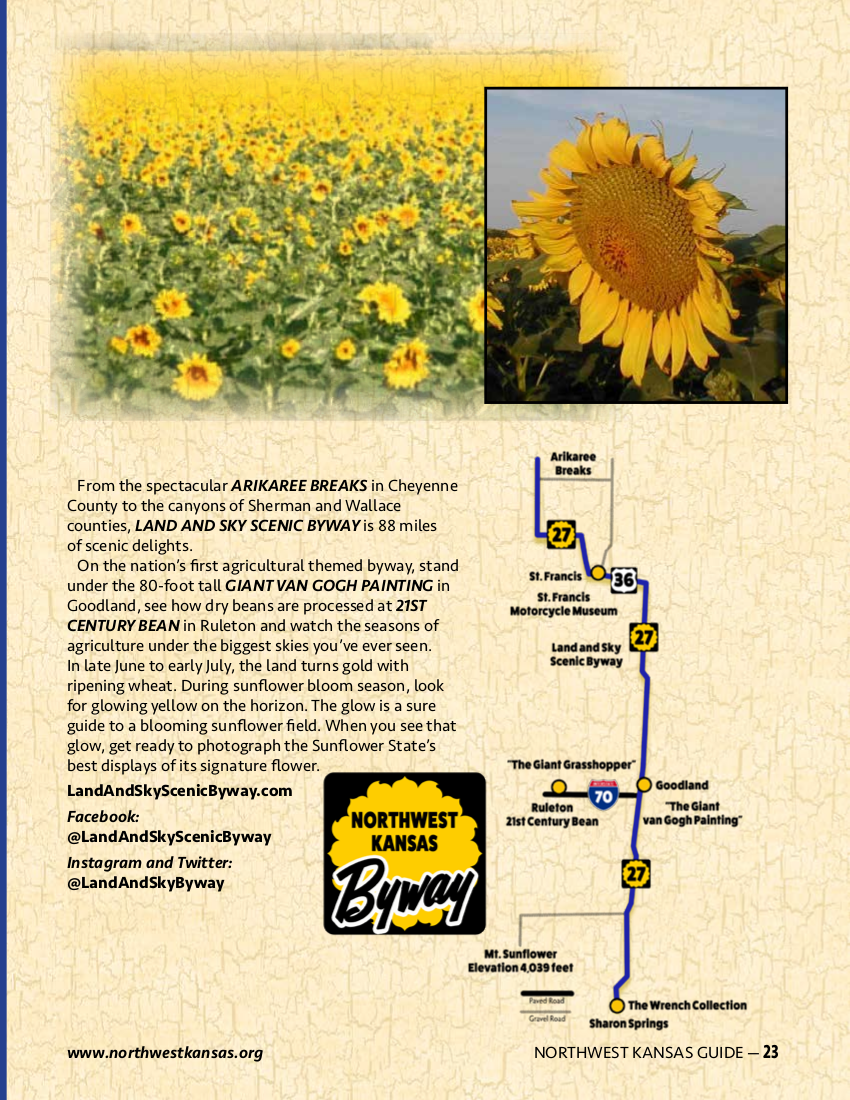 From the spectacular ARIKAREE BREAKS in Cheyenne
County to the canyons of Sherman and Wallace
counties, LAND AND SKY SCENIC BYWAY is 88 miles
of scenic delights.
On the nation's first agricultural themed byway, stand
under the 80-foot tall GIANT VAN GOGH PAINTING in
Goodland, see how dry beans are processed at 21ST
CENTURY BEAN in Ruleton and watch the seasons of
agriculture under the biggest skies you've ever seen.
In late June to early July, the land turns gold with
ripening wheat. During sunflower bloom season, look
for glowing yellow on the horizon. The glow is a sure
guide to a blooming sunflower field. When you see that
glow, get ready to photograph the Sunflower State's
best displays of its signature flower.
LandAndSkyScenicByway.com
Facebook:
@LandAndSkyScenicByway
Instagram and Twitter:
@LandAndSkyByway
NORTHWEST
KANSAS
Byway
Arikaree
Breaks
27
St. Francis
36
St. Francis
Motorcycle Museum
27
Land and Sky
Scenic Byway
"The Giant Grasshopper"
70
Goodland
Ruleton
21st Century Bean
"The Giant
van Gogh Painting"
27
Mt. Sunflower
Elevation 4,039 feet
Paved Road
Gravel Road
The Wrench Collection
Sharon Springs
www.northwestkansas.org
NORTHWEST KANSAS GUIDE — 23